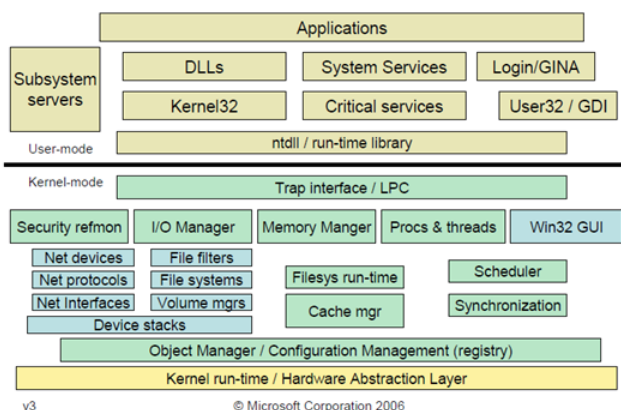 Applications
Subsystem
servers
DLLs
System Services
Login/GINA
Kernel32
Critical services
User32 / GDI
User-mode
ntdll / run-time library
Kernel-mode
Trap interface / LPC
Security refmon
I/O Manager
Memory Manger
Procs & threads
Win32 GUI
Net devices
File filters
Net protocols
File systems
Filesys run-time
Scheduler
Net Interfaces
Volume mgrs
Cache mgr
Synchronization
Device stacks
Object Manager / Configuration Management (registry)
Kernel run-time / Hardware Abstraction Layer
v3
© Microsoft Corporation 2006